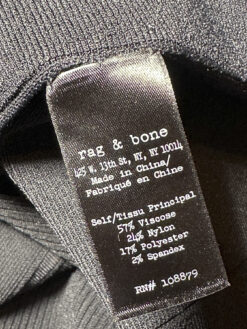 rag & bone
425 W. 13th St, NY, NY 10014
Made in China/
Fabriqué en Chine
Self/Tissu Principal
57% Viscose
24% Nylon
17% Polyester
2% Spandex
RN# 108879